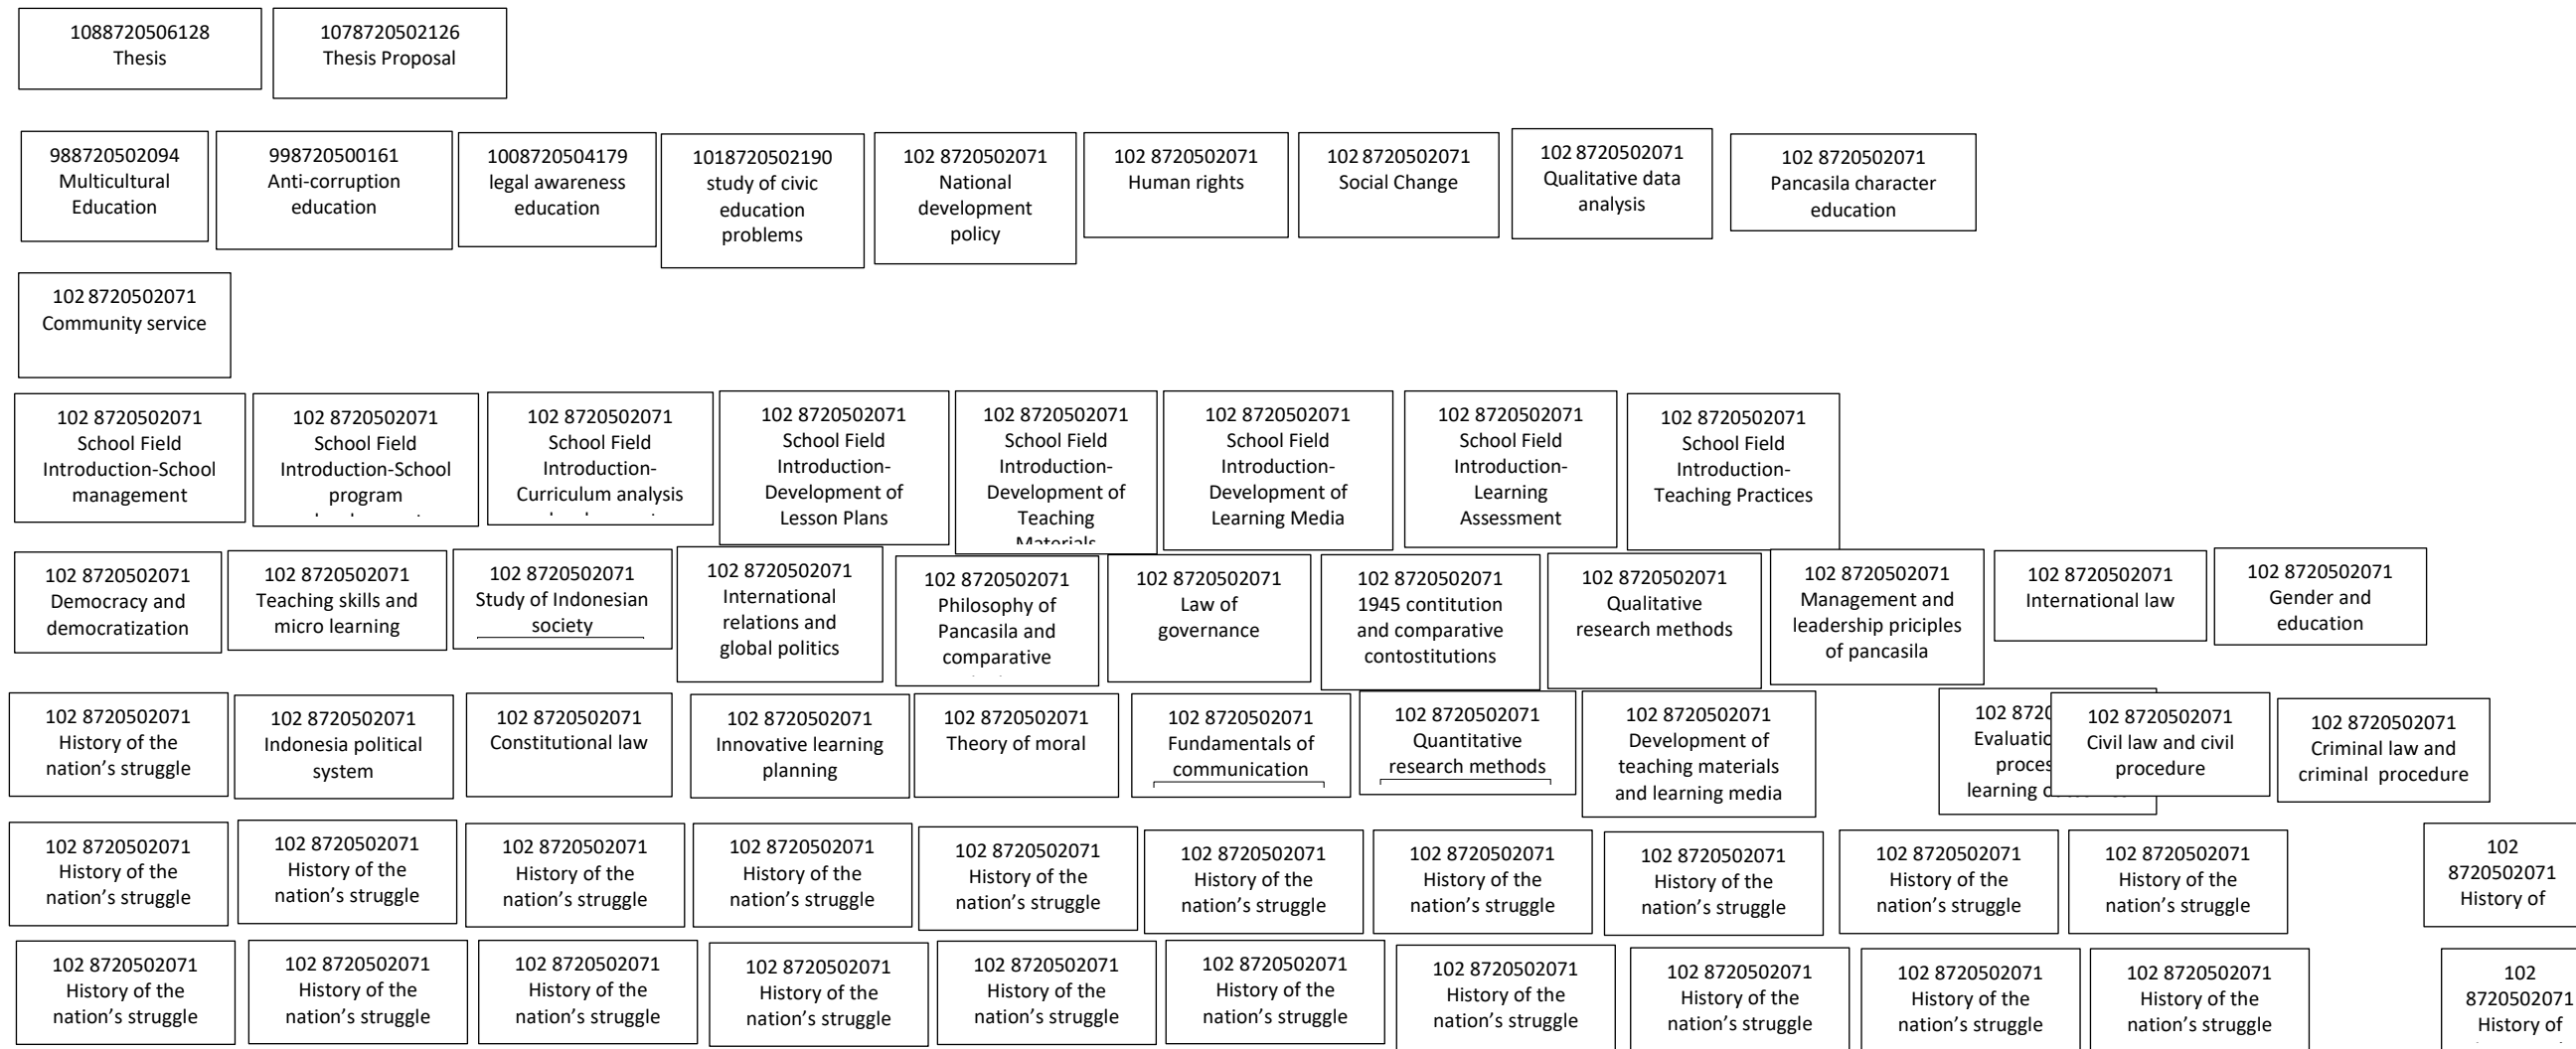 1088720506128
Thesis
1078720502126
Thesis Proposal
988720502094
Multicultural
Education
998720500161
Anti-corruption
education
1008720504179
legal awareness
education
1018720502190
study of civic
education
problems
102 8720502071
National
development
policy
102 8720502071
Human rights
102 8720502071
Social Change
102 8720502071
Qualitative data
analysis
102 8720502071
Pancasila character
education
102 8720502071
Community service
102 8720502071
School Field
Introduction-School
management
102 8720502071
School Field
Introduction-School
program
102 8720502071
School Field
Introduction-
Curriculum analysis
102 8720502071
School Field
Introduction-
Development of
Lesson Plans
102 8720502071
School Field
Introduction-
Development of
Teaching
Materials
102 8720502071
School Field
Introduction-
Development of
Learning Media
102 8720502071
School Field
Introduction-
Learning
Assessment
102 8720502071
School Field
Introduction-
Teaching Practices
102 8720502071
Democracy and
democratization
102 8720502071
Teaching skills and
micro learning
102 8720502071
Study of Indonesian
society
102 8720502071
International
relations and
global politics
102 8720502071
Philosophy of
Pancasila and
comparative
102 8720502071
Law of
governance
102 8720502071
1945 contitution
and comparative
contostitutions
102 8720502071
Qualitative
research methods
102 8720502071
Management and
leadership priciples
of pancasila
102 8720502071
International law
102 8720502071
Gender and
education
102 8720502071
History of the
nation’s struggle
102 8720502071
Indonesia political
system
102 8720502071
Constitutional law
102 8720502071
Innovative learning
planning
102 8720502071
Theory of moral
102 8720502071
Fundamentals of
communication
102 8720502071
Quantitative
research methods
102 8720502071
Development of
teaching materials
and learning media
102
learning
102 8720502071
Civil law and civil
procedure
102 8720502071
Criminal law and
criminal procedure
102 8720502071
History of the
nation’s struggle
102 8720502071
History of the
nation’s struggle
102 8720502071
History of the
nation’s struggle
102 8720502071
History of the
nation’s struggle
102 8720502071
History of the
nation’s struggle
102 8720502071
History of the
nation’s struggle
102 8720502071
History of the
nation’s struggle
102 8720502071
History of the
nation’s struggle
102 8720502071
History of the
nation’s struggle
102 8720502071
History of the
nation’s struggle
102
8720502071
History of
102 8720502071
History of the
nation’s struggle
102 8720502071
History of the
nation’s struggle
102 8720502071
History of the
nation’s struggle
102 8720502071
History of the
nation’s struggle
102 8720502071
History of the
nation’s struggle
102 8720502071
History of the
nation’s struggle
102 8720502071
History of the
nation’s struggle
102 8720502071
History of the
nation’s struggle
102 8720502071
History of the
nation’s struggle
102 8720502071
History of the
nation’s struggle
102
8720502071
History of